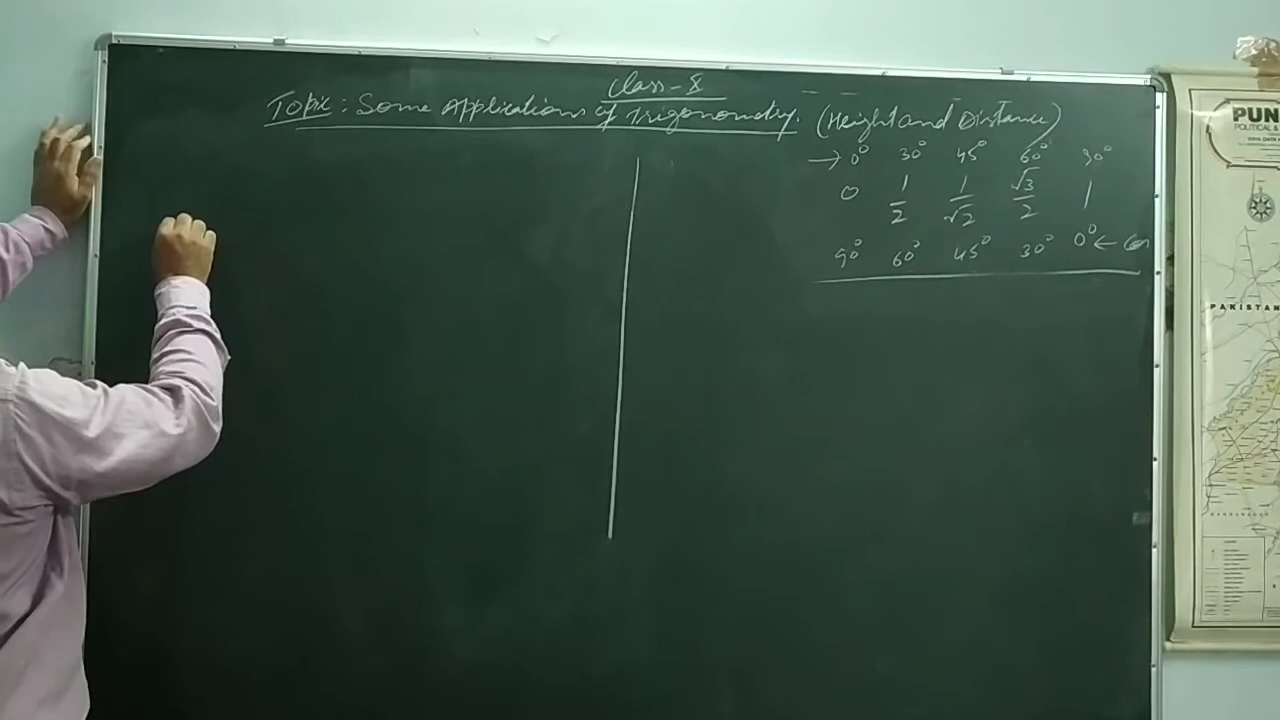 Class - X
Topic : Some Applications of Trigonometry. (Height and Distance)
→ 0° 30° 45° 60° 90°
0 1/2 1/√2 √3/2 1
90° 60° 45° 30° 0° ←
PUN
POLITICAL &
PAKISTAN